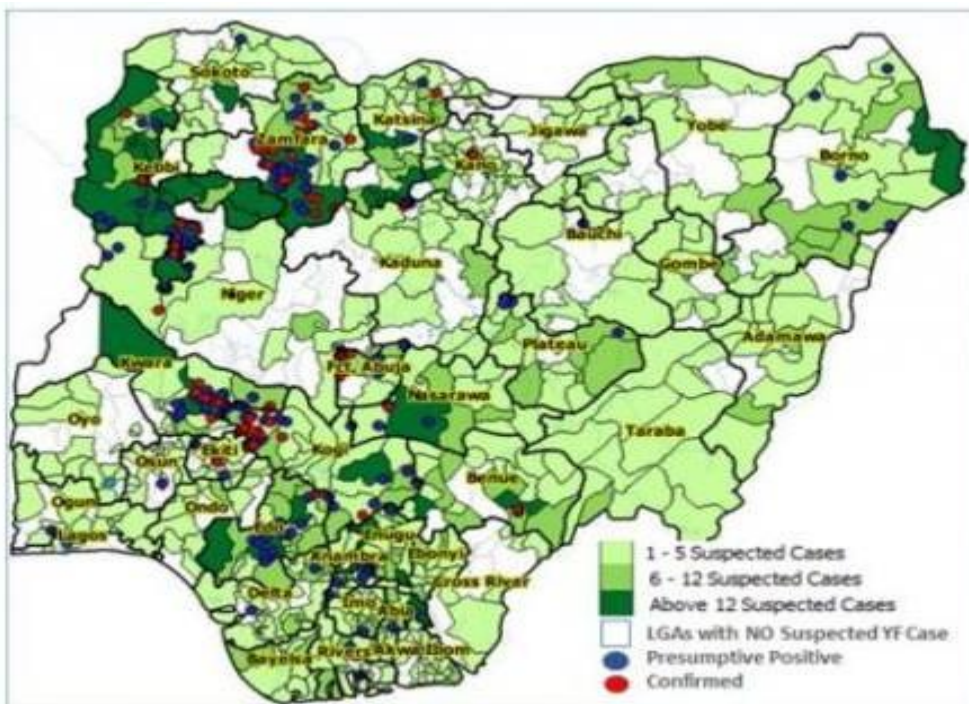 Sokoto
Zamfara
Katsina
Jigawa
Yobe
Borno
Kebbi
Kano
Bauchi
Kaduna
Gombe
Niger
Plateau
Adamawa
Kwara
Fct, Abuja
Nasarawa
Oyo
Taraba
Ekiti
Kogi
Osun
Benue
Ogun
Ondo
Lagos
Edo
Enugu
Anambra
Ebonyi
Delta
Cross River
Imo
Abia
Bayelsa
Rivers
Akwa Ibom
1 - 5 Suspected Cases
6 - 12 Suspected Cases
Above 12 Suspected Cases
LGAs with NO Suspected YF Case
Presumptive Positive
Confirmed